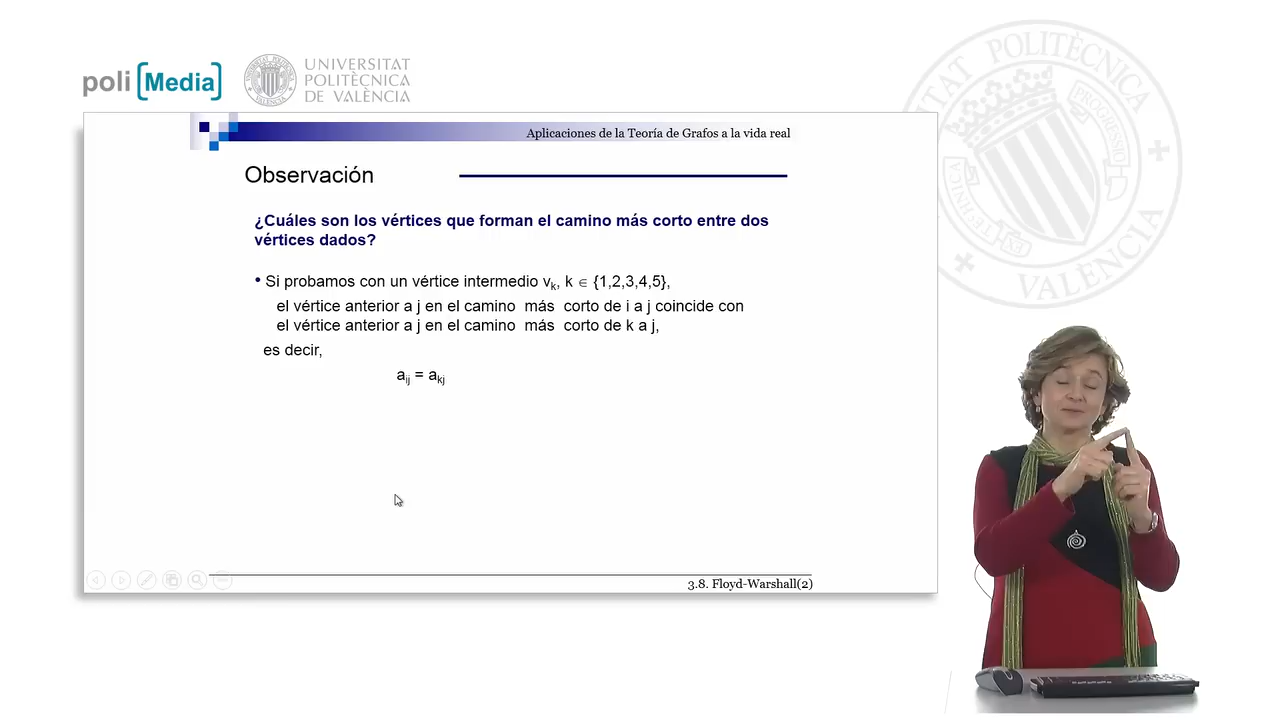 poli [Media]
UNIVERSITAT
POLITÈCNICA
DE VALÈNCIA
Aplicaciones de la Teoría de Grafos a la vida real
Observación
¿Cuáles son los vértices que forman el camino más corto entre dos
vértices dados?
• Si probamos con un vértice intermedio vk, k ∈ {1,2,3,4,5},
el vértice anterior a j en el camino más corto de i a j coincide con
el vértice anterior a j en el camino más corto de k a j,
es decir,
aij = akj
3.8. Floyd-Warshall(2)